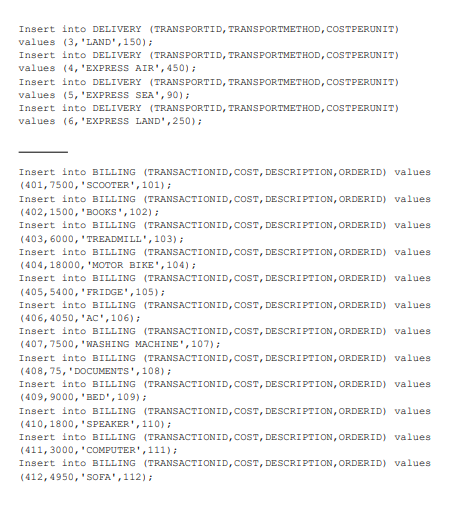 Insert into DELIVERY (TRANSPORTID,TRANSPORTMETHOD,COSTPERUNIT)
values (3,'LAND',150);
Insert into DELIVERY (TRANSPORTID,TRANSPORTMETHOD,COSTPERUNIT)
values (4,'EXPRESS AIR',450);
Insert into DELIVERY (TRANSPORTID,TRANSPORTMETHOD,COSTPERUNIT)
values (5,'EXPRESS SEA',90);
Insert into DELIVERY (TRANSPORTID,TRANSPORTMETHOD,COSTPERUNIT)
values (6,'EXPRESS LAND',250);
Insert into BILLING (TRANSACTIONID,COST,DESCRIPTION,ORDERID) values
(401,7500,'SCOOTER',101);
Insert into BILLING (TRANSACTIONID,COST,DESCRIPTION,ORDERID) values
(402,1500,'BOOKS',102);
Insert into BILLING (TRANSACTIONID,COST,DESCRIPTION,ORDERID) values
(403,6000,'TREADMILL',103);
Insert into BILLING (TRANSACTIONID,COST,DESCRIPTION,ORDERID) values
(404,18000,'MOTOR BIKE',104);
Insert into BILLING (TRANSACTIONID,COST,DESCRIPTION,ORDERID) values
(405,5400,'FRIDGE',105);
Insert into BILLING (TRANSACTIONID,COST,DESCRIPTION,ORDERID) values
(406,4050,'AC',106);
Insert into BILLING (TRANSACTIONID,COST,DESCRIPTION,ORDERID) values
(407,7500,'WASHING MACHINE',107);
Insert into BILLING (TRANSACTIONID,COST,DESCRIPTION,ORDERID) values
(408,75,'DOCUMENTS',108);
Insert into BILLING (TRANSACTIONID,COST,DESCRIPTION,ORDERID) values
(409,9000,'BED',109);
Insert into BILLING (TRANSACTIONID,COST,DESCRIPTION,ORDERID) values
(410,1800,'SPEAKER',110);
Insert into BILLING (TRANSACTIONID,COST,DESCRIPTION,ORDERID) values
(411,3000,'COMPUTER',111);
Insert into BILLING (TRANSACTIONID,COST,DESCRIPTION,ORDERID) values
(412,4950,'SOFA',112);